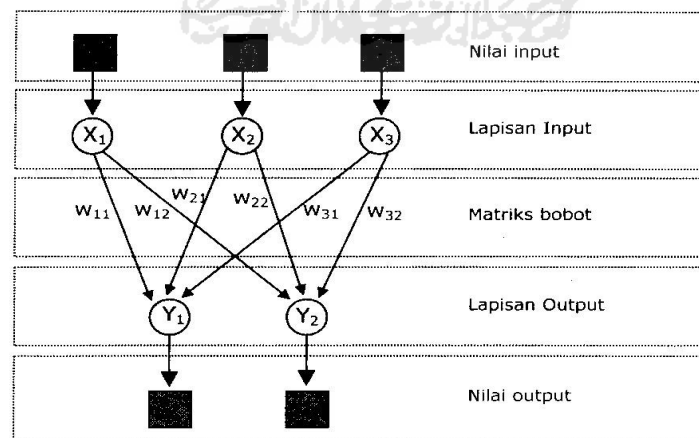 Nilai input
X1 X2 X3 Lapisan Input
w11 w12 w21 w22 w31 w32 Matriks bobot
Y1 Y2 Lapisan Output
Nilai output